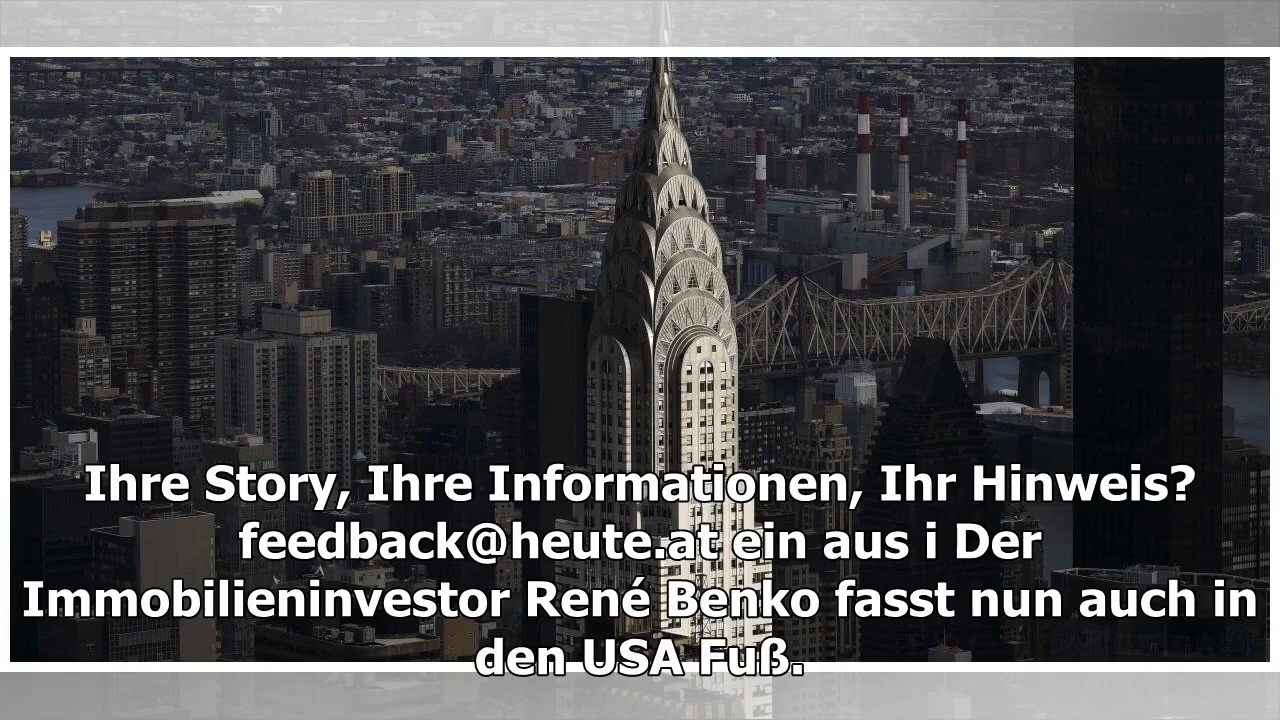 Ihre Story, Ihre Informationen, Ihr Hinweis?
feedback@heute.at ein aus i Der
Immobilieninvestor René Benko fasst nun auch in
den USA Fuß.